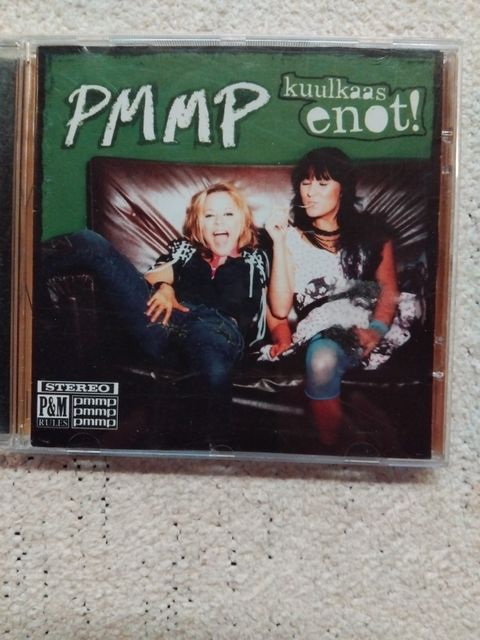 PMMP
kuulkaas
enot!
STEREO
P&M
RULES
pmmp
pmmp
pmmp